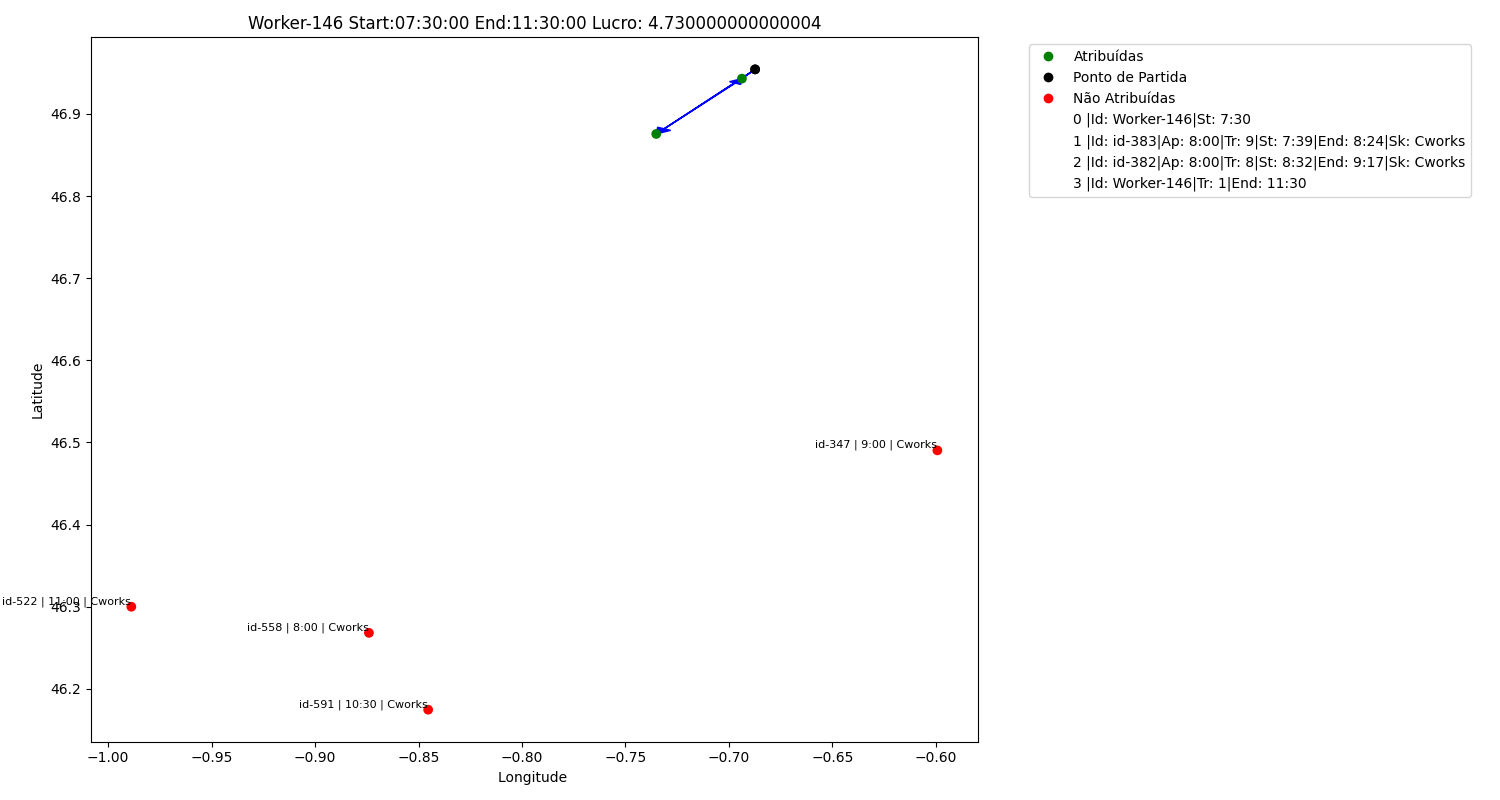 Worker-146 Start:07:30:00 End:11:30:00 Lucro: 4.730000000000004
Atribuídas
Ponto de Partida
Não Atribuídas
0 |Id: Worker-146|St: 7:30
1 |Id: id-383|Ap: 8:00|Tr: 9|St: 7:39|End: 8:24|Sk: Cworks
2 |Id: id-382|Ap: 8:00|Tr: 8|St: 8:32|End: 9:17|Sk: Cworks
3 |Id: Worker-146|Tr: 1|End: 11:30
46.9
46.8
46.7
46.6
46.5
46.4
46.3
46.2
Latitude
id-347 | 9:00 | Cworks
id-522 | 11:00 | Cworks
id-558 | 8:00 | Cworks
id-591 | 10:30 | Cworks
−1.00
−0.95
−0.90
−0.85
−0.80
−0.75
−0.70
−0.65
−0.60
Longitude